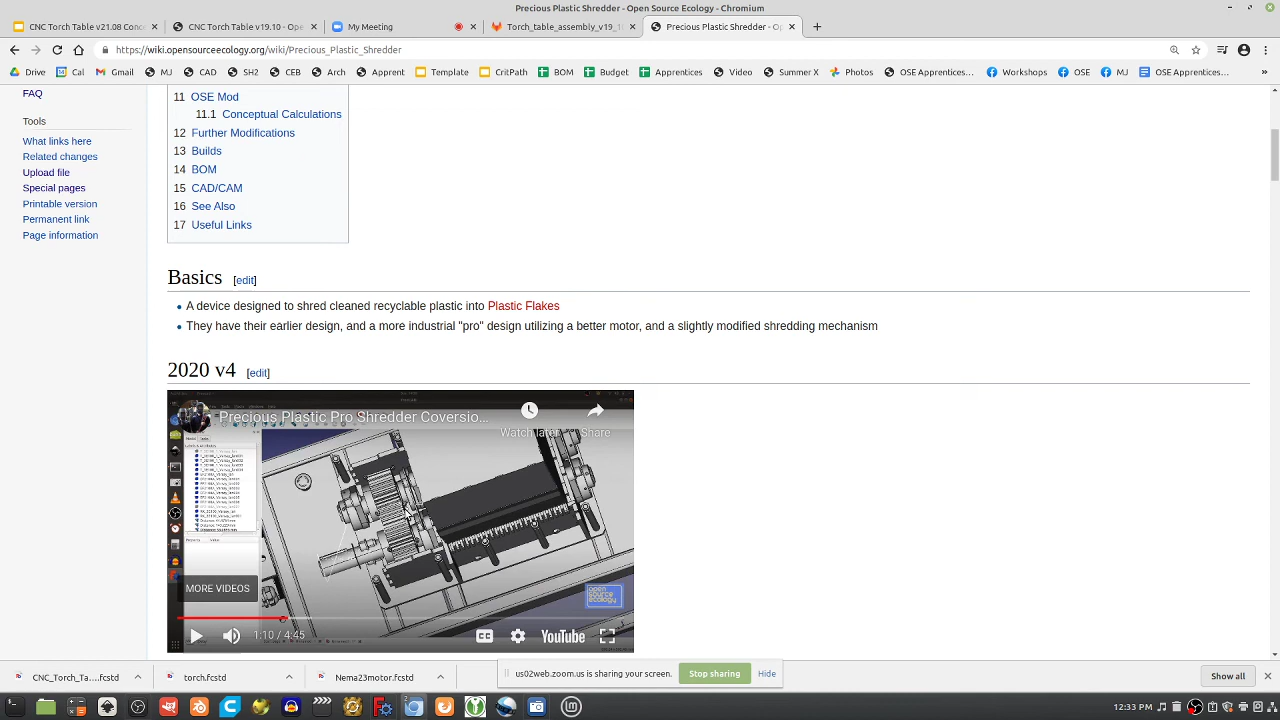 Precious Plastic Shredder - Open Source Ecology - Chromium
CNC Torch Table v21.08 Conc
CNC Torch Table v19.10 - Ope
My Meeting
Torch_table_assembly_v19_1
Precious Plastic Shredder - Op
https://wiki.opensourceecology.org/wiki/Precious_Plastic_Shredder
Drive
Cal
Gmail
MJ
CAD
SH2
CEB
Arch
Apprent
Template
CritPath
BOM
Budget
Apprentices
Video
Summer X
Photos
OSE Apprentices…
Workshops
OSE
MJ
OSE Apprentices…
»
FAQ
Tools
What links here
Related changes
Upload file
Special pages
Printable version
Permanent link
Page information
11 OSE Mod
11.1 Conceptual Calculations
12 Further Modifications
13 Builds
14 BOM
15 CAD/CAM
16 See Also
17 Useful Links
Basics [edit]
• A device designed to shred cleaned recyclable plastic into Plastic Flakes
• They have their earlier design, and a more industrial "pro" design utilizing a better motor, and a slightly modified shredding mechanism
2020 v4 [edit]
Precious Plastic Pro Shredder Coversio...
Watch later
Share
MORE VIDEOS
open source ecology
1:10 / 4:45
CC
YouTube
CNC_Torch_Ta....fcstd
torch.fcstd
Nema23motor.fcstd
us02web.zoom.us is sharing your screen.
Stop sharing
Hide
Show all
12:33 PM